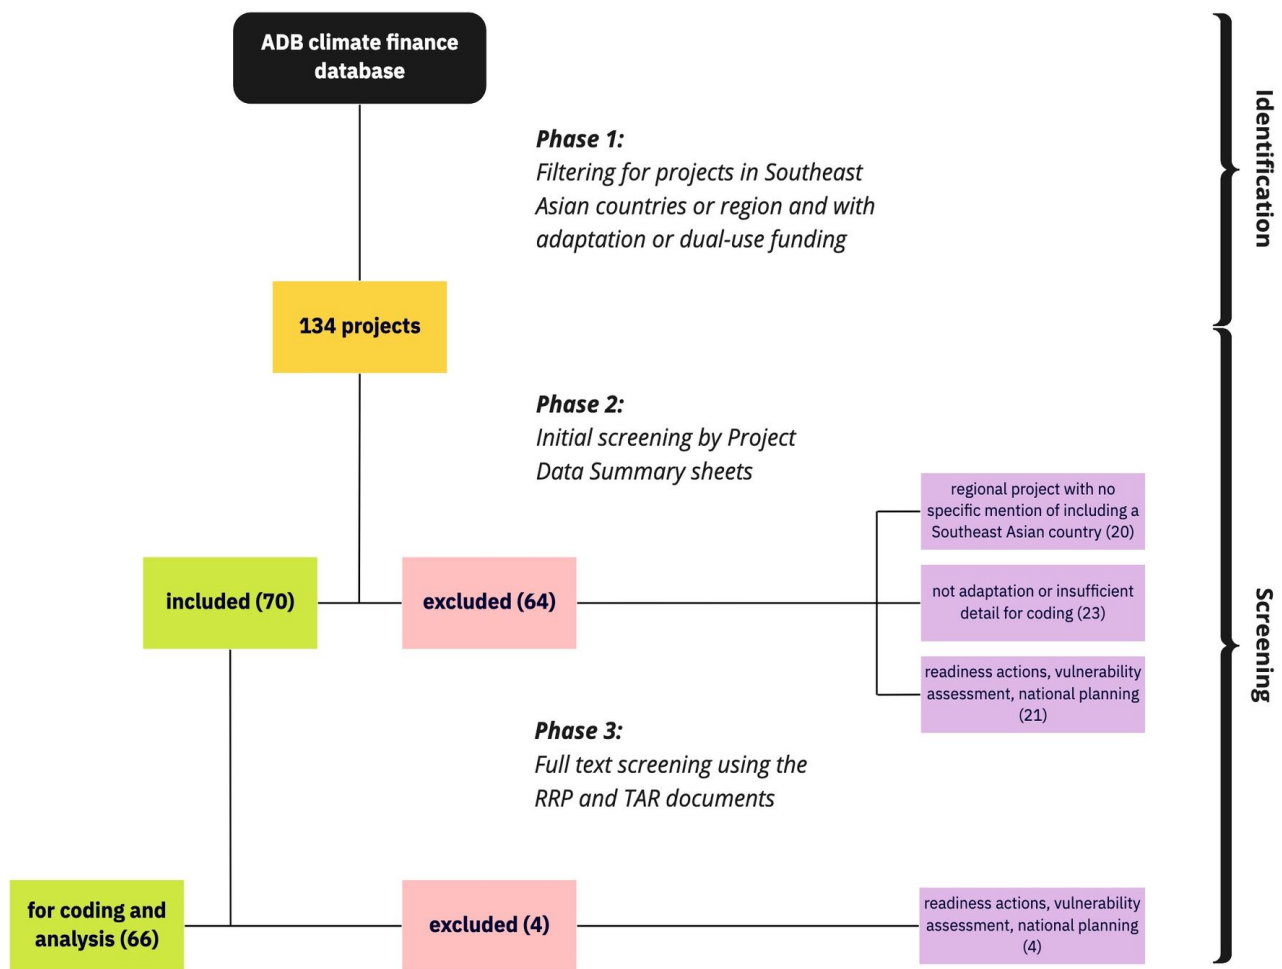 ADB climate finance
database
Phase 1:
Filtering for projects in Southeast
Asian countries or region and with
adaptation or dual-use funding
Identification
134 projects
Phase 2:
Initial screening by Project
Data Summary sheets
included (70)
excluded (64)
regional project with no
specific mention of including a
Southeast Asian country (20)
not adaptation or insufficient
detail for coding (23)
readiness actions, vulnerability
assessment, national planning
(21)
Screening
Phase 3:
Full text screening using the
RRP and TAR documents
for coding and
analysis (66)
excluded (4)
readiness actions, vulnerability
assessment, national planning
(4)